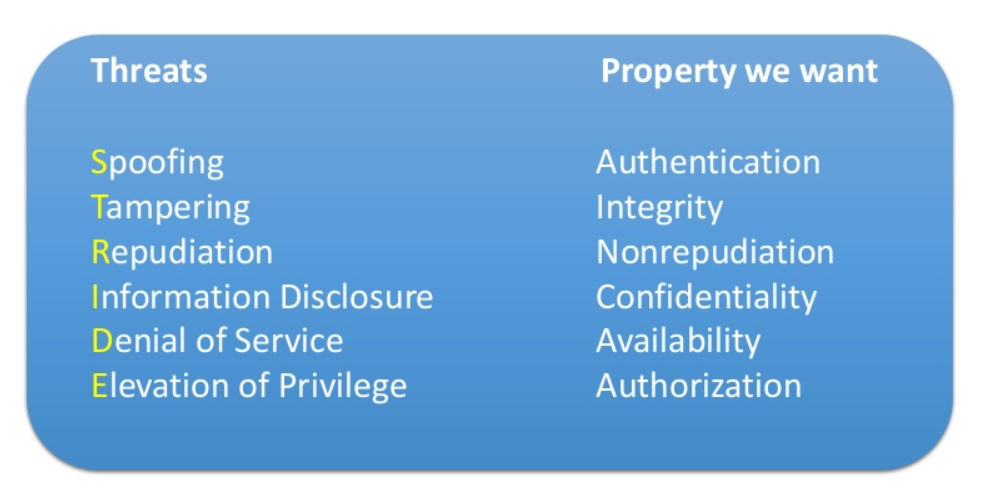 Threats Property we want
Spoofing Authentication
Tampering Integrity
Repudiation Nonrepudiation
Information Disclosure Confidentiality
Denial of Service Availability
Elevation of Privilege Authorization